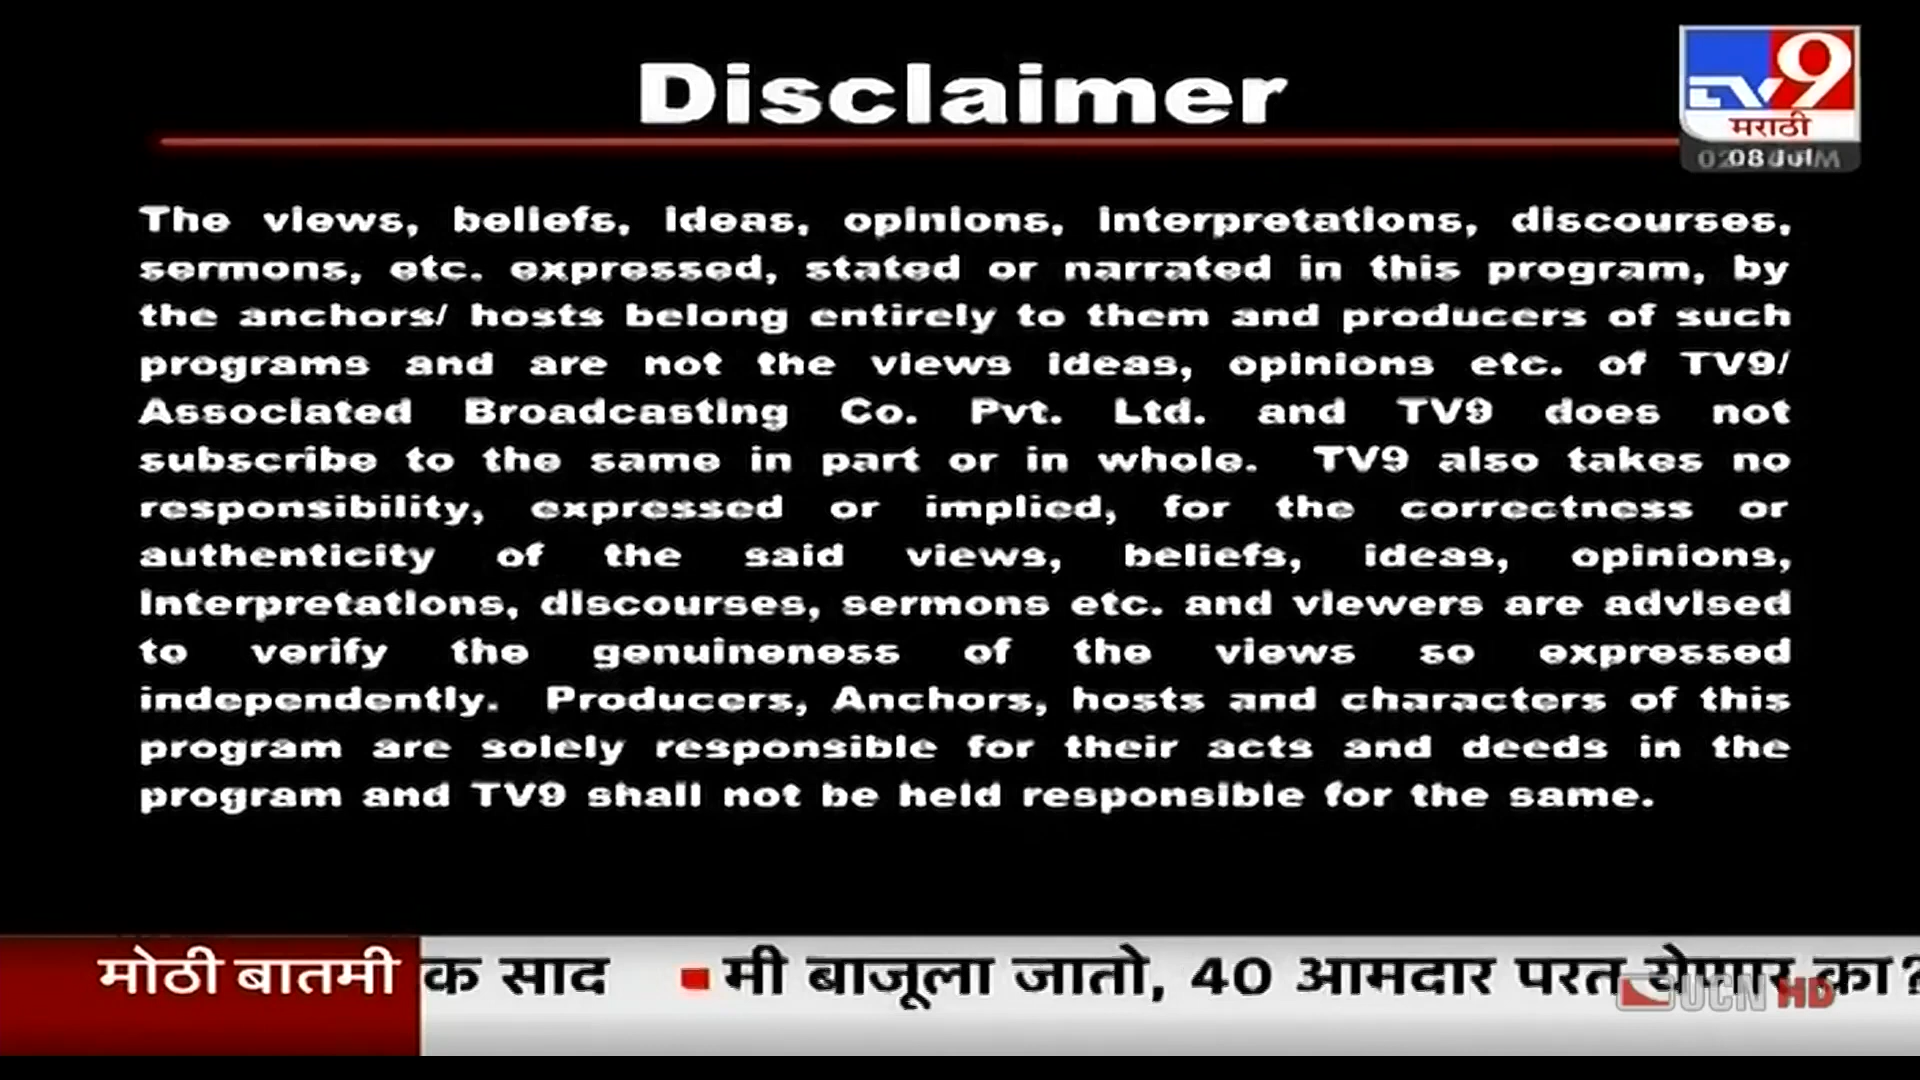 Disclaimer
TV9
मराठी
08 Jul
The views, beliefs, ideas, opinions, interpretations, discourses,
sermons, etc. expressed, stated or narrated in this program, by
the anchors/ hosts belong entirely to them and producers of such
programs and are not the views ideas, opinions etc. of TV9/
Associated Broadcasting Co. Pvt. Ltd. and TV9 does not
subscribe to the same in part or in whole. TV9 also takes no
responsibility, expressed or implied, for the correctness or
authenticity of the said views, beliefs, ideas, opinions,
interpretations, discourses, sermons etc. and viewers are advised
to verify the genuineness of the views so expressed
independently. Producers, Anchors, hosts and characters of this
program are solely responsible for their acts and deeds in the
program and TV9 shall not be held responsible for the same.
मोठी बातमी क साद ▪मी बाजूला जातो, 40 आमदार परत येणार का?
UCN HD